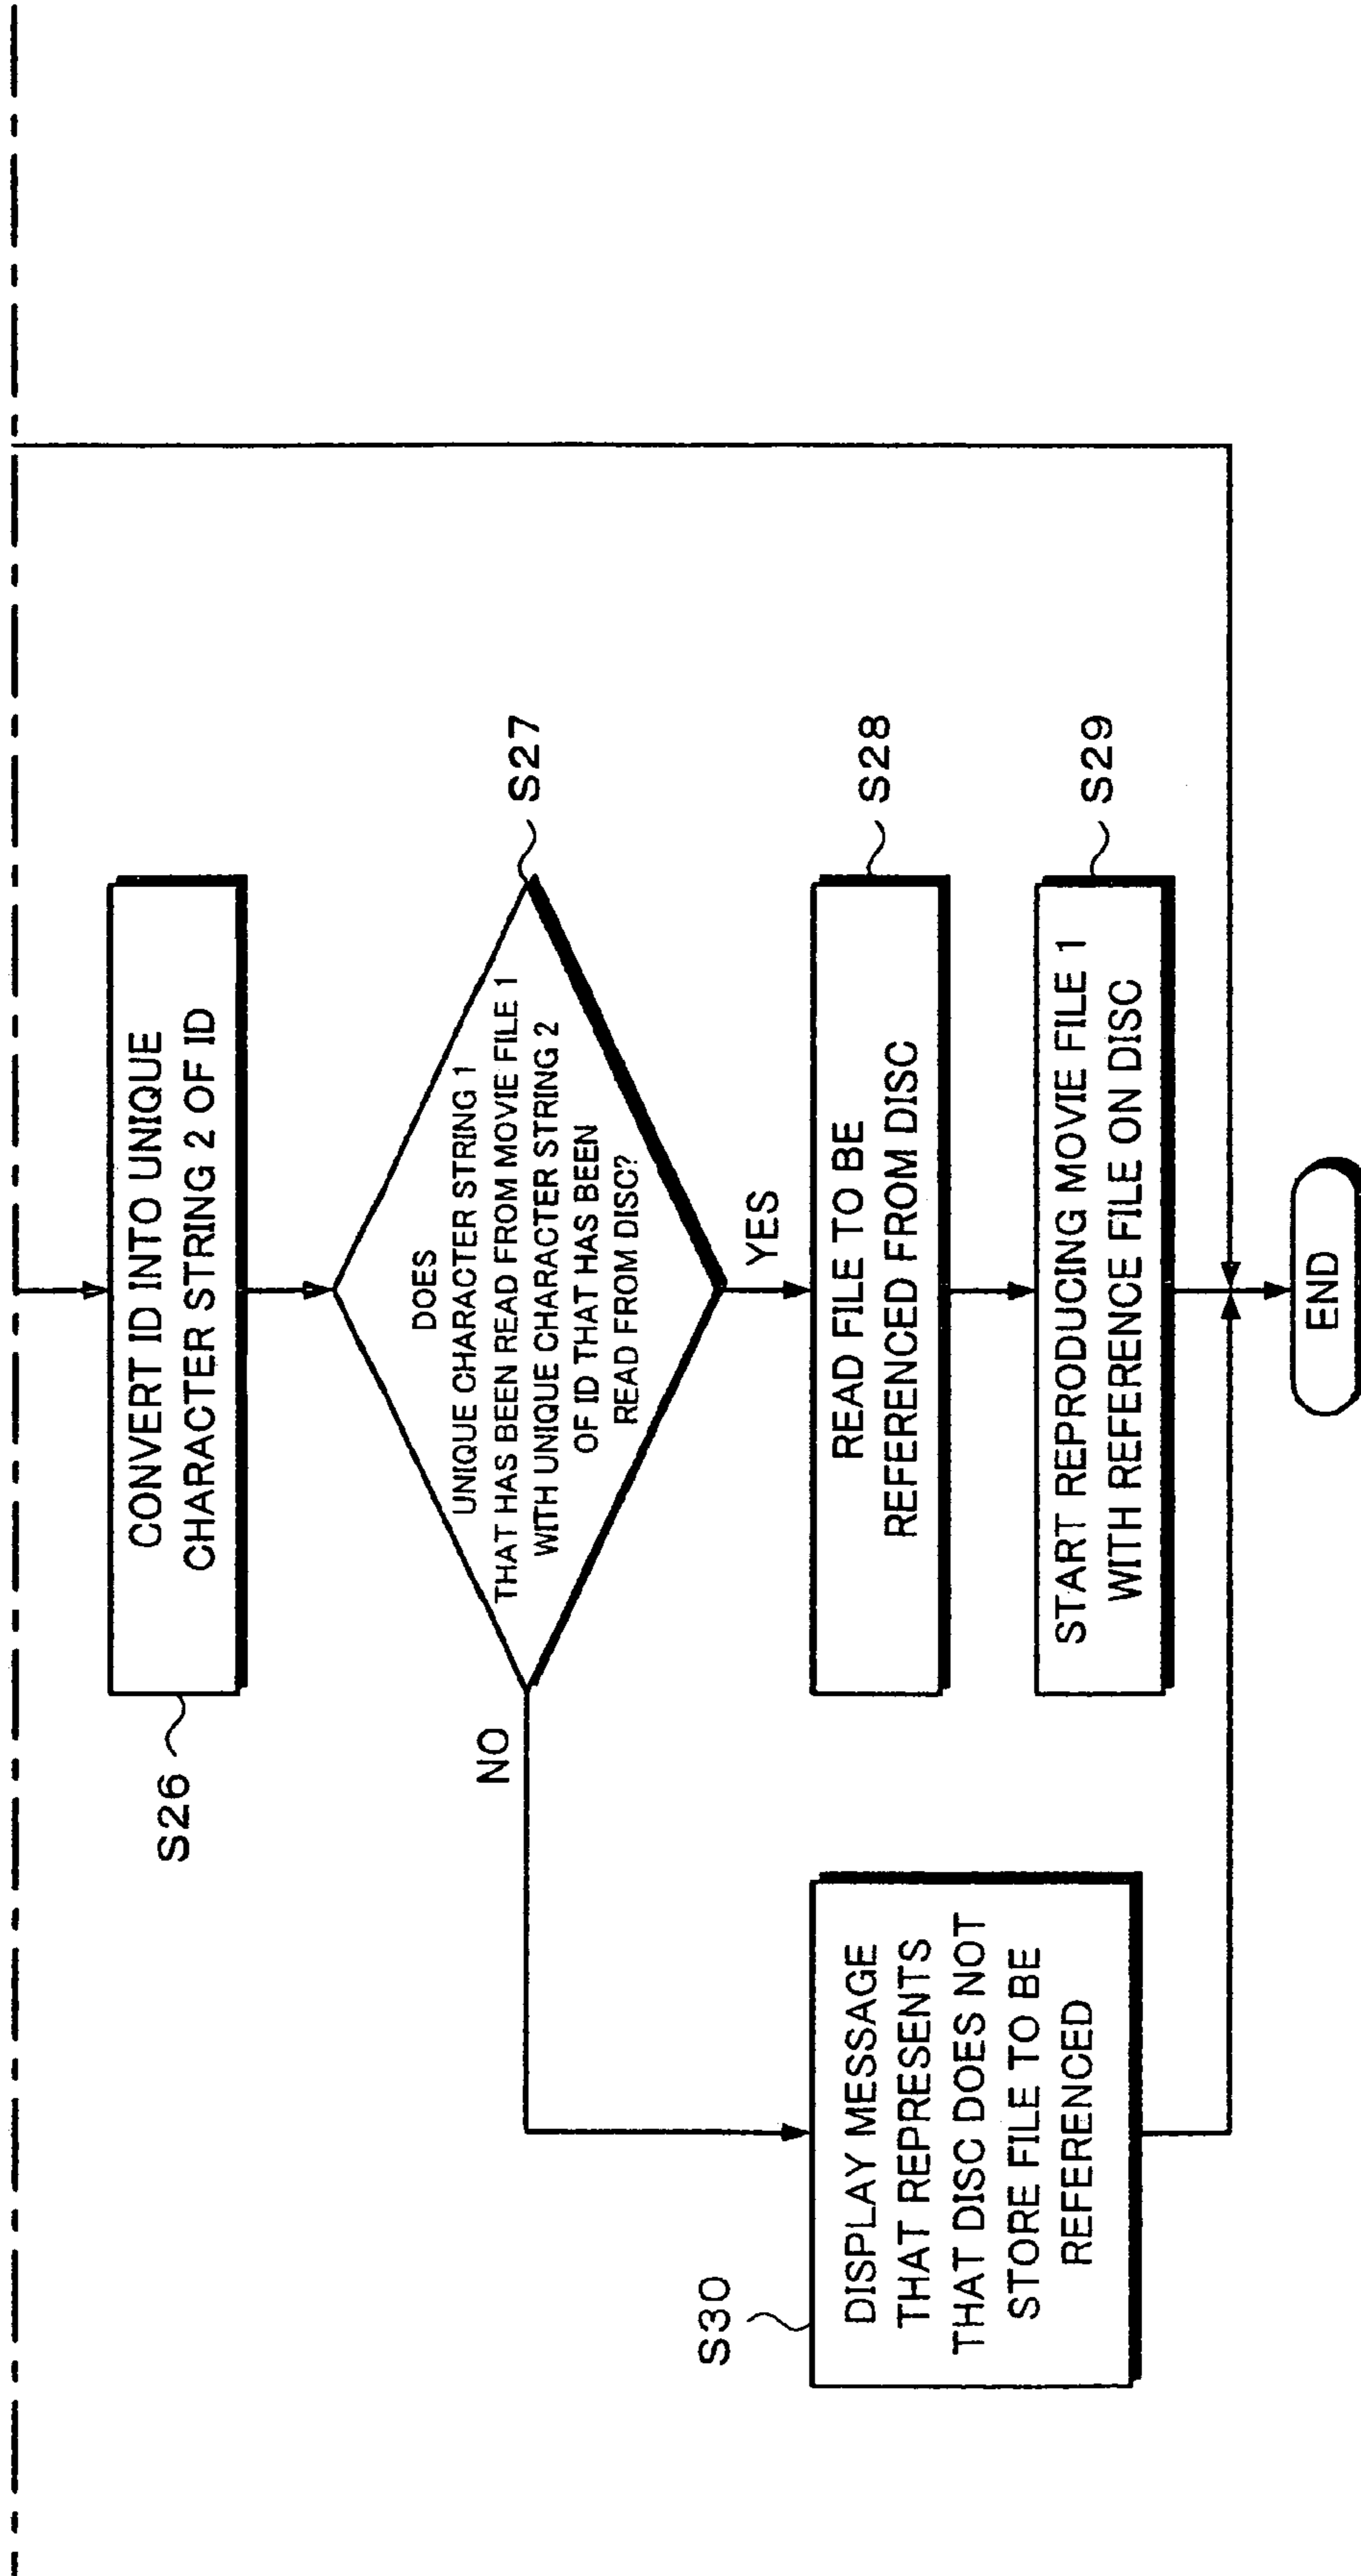 S26
CONVERT ID INTO UNIQUE
CHARACTER STRING 2 OF ID
DOES
UNIQUE CHARACTER STRING 1
THAT HAS BEEN READ FROM MOVIE FILE 1
WITH UNIQUE CHARACTER STRING 2
OF ID THAT HAS BEEN
READ FROM DISC?
S27
NO
YES
S30
DISPLAY MESSAGE
THAT REPRESENTS
THAT DISC DOES NOT
STORE FILE TO BE
REFERENCED
READ FILE TO BE
REFERENCED FROM DISC
S28
START REPRODUCING MOVIE FILE 1
WITH REFERENCE FILE ON DISC
S29
END